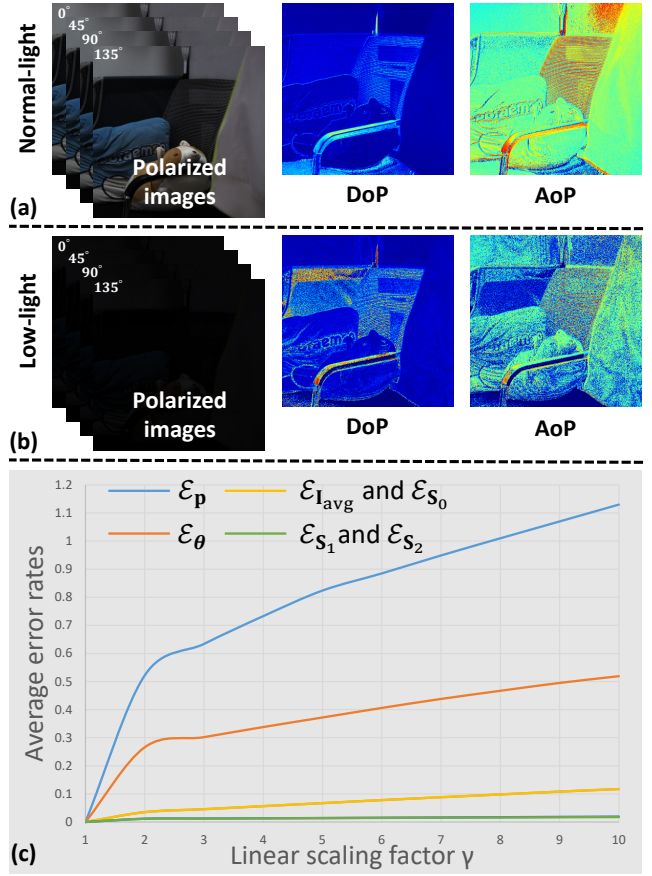 Normal-light
0°
45°
90°
135°
Polarized
images
DoP
AoP
(a)
Low-light
0°
45°
90°
135°
Polarized
images
DoP
AoP
(b)
ℰ𝐩
ℰ𝐈avg and ℰ𝐒₀
ℰ𝜽
ℰ𝐒₁ and ℰ𝐒₂
Average error rates
1.2
1.1
1
0.9
0.8
0.7
0.6
0.5
0.4
0.3
0.2
0.1
0
1 2 3 4 5 6 7 8 9 10
Linear scaling factor γ
(c)